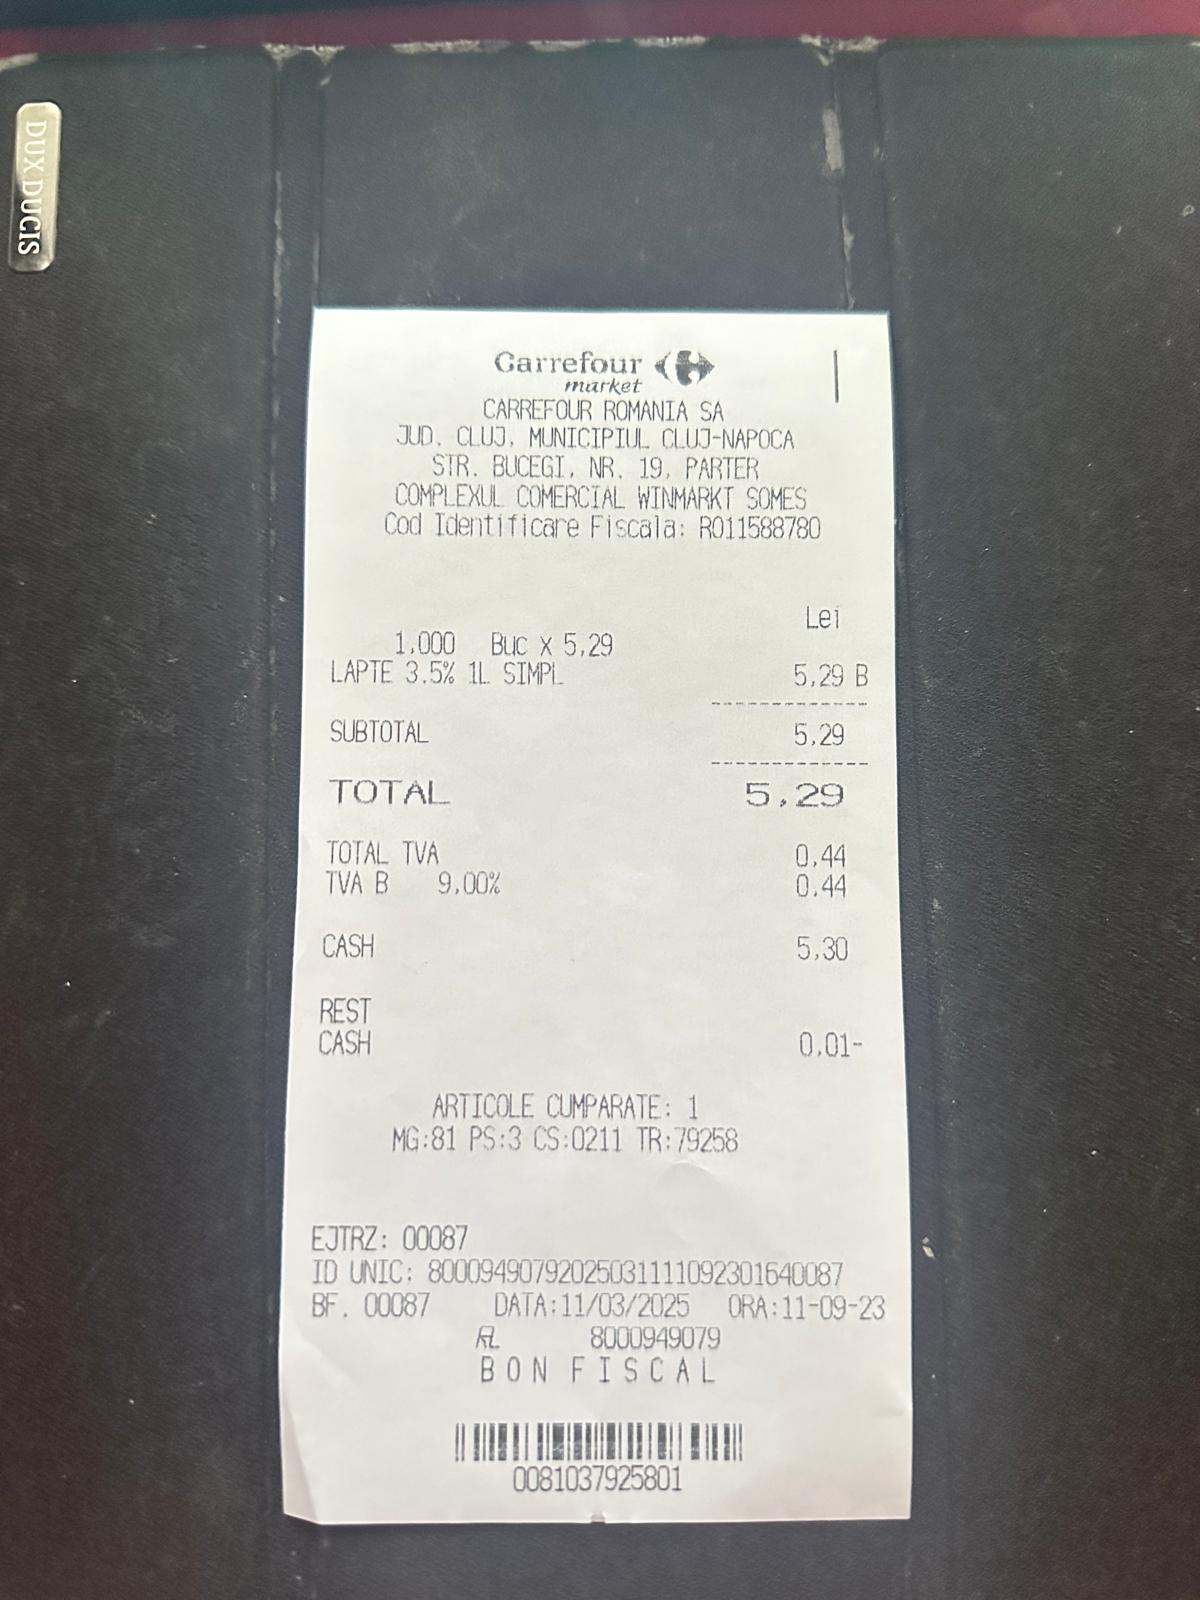 DUX DUCIS
Carrefour
market
CARREFOUR ROMANIA SA
JUD. CLUJ, MUNICIPIUL CLUJ-NAPOCA
STR. BUCEGI, NR. 19, PARTER
COMPLEXUL COMERCIAL WINMARKT SOMES
Cod Identificare Fiscala: RO11588780
Lei
1,000 Buc X 5,29
LAPTE 3.5% 1L SIMPL 5,29 B
SUBTOTAL 5,29
TOTAL 5,29
TOTAL TVA 0,44
TVA B 9,00% 0,44
CASH 5,30
REST
CASH 0,01-
ARTICOLE CUMPARATE: 1
MG:81 PS:3 CS:0211 TR:79258
EJTRZ: 00087
ID UNIC: 80009490792025031111092301640087
BF. 00087 DATA:11/03/2025 ORA:11-09-23
8000949079
BON FISCAL
0081037925801